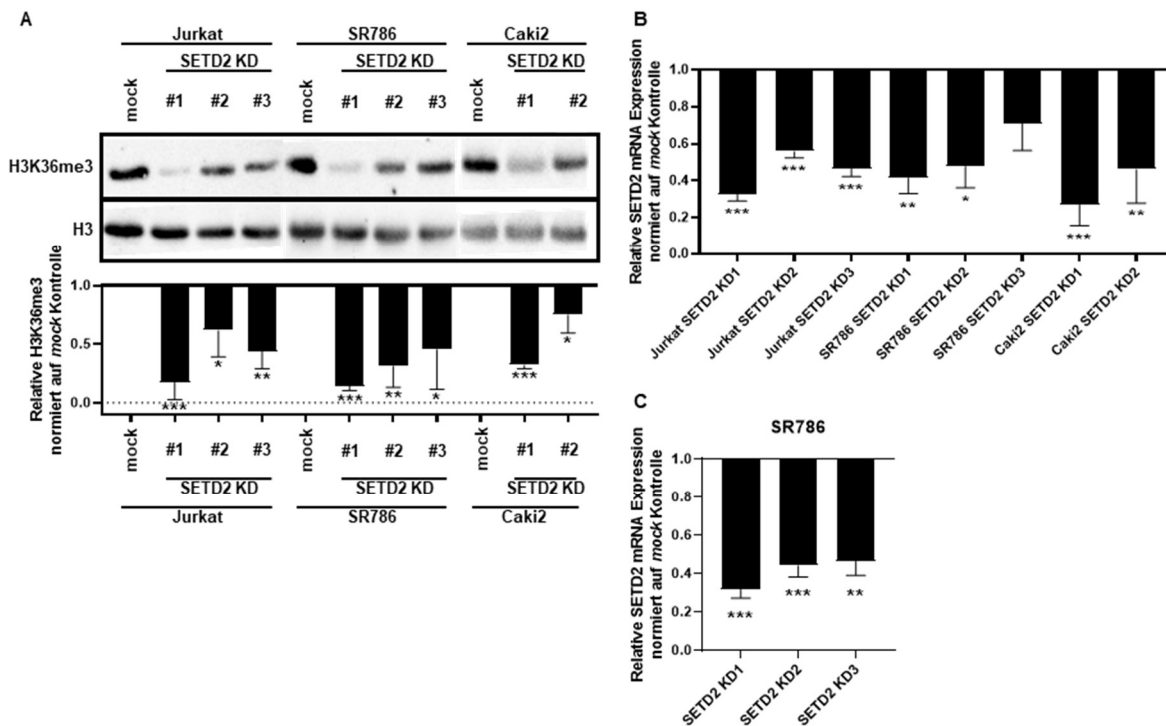 A
Jurkat SR786 Caki2
SETD2 KD SETD2 KD SETD2 KD
mock #1 #2 #3 mock #1 #2 #3 mock #1 #2
H3K36me3
H3
Relative H3K36me3
normiert auf mock Kontrolle
1.0
0.5
0.0
*** * ** *** ** * *** *
mock #1 #2 #3 mock #1 #2 #3 mock #1 #2
SETD2 KD SETD2 KD SETD2 KD
Jurkat SR786 Caki2
B
Relative SETD2 mRNA Expression
normiert auf mock Kontrolle
1.0
0.8
0.6
0.4
0.2
0.0
*** *** *** ** * *** **
Jurkat SETD2 KD1
Jurkat SETD2 KD2
Jurkat SETD2 KD3
SR786 SETD2 KD1
SR786 SETD2 KD2
SR786 SETD2 KD3
Caki2 SETD2 KD1
Caki2 SETD2 KD2
C
SR786
Relative SETD2 mRNA Expression
normiert auf mock Kontrolle
1.0
0.8
0.6
0.4
0.2
0.0
*** *** **
SETD2 KD1
SETD2 KD2
SETD2 KD3